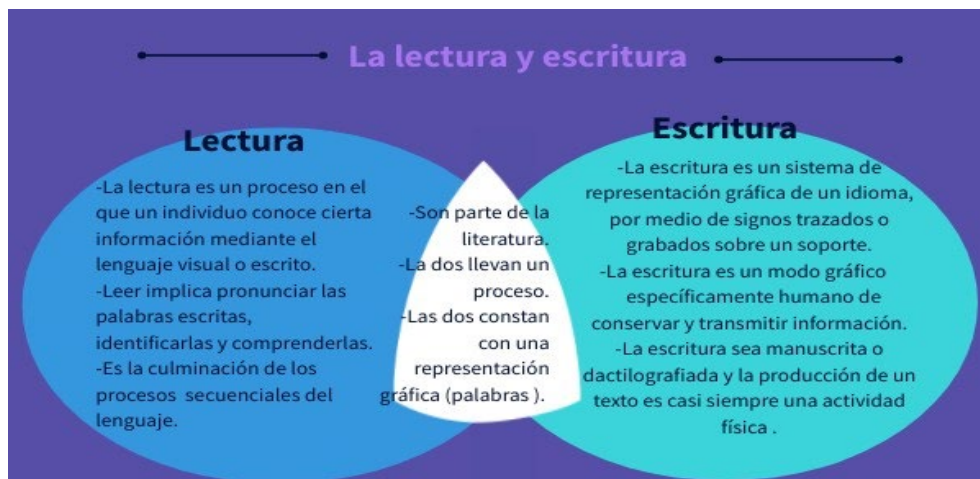 La lectura y escritura
Lectura
-La lectura es un proceso en el
que un individuo conoce cierta
información mediante el
lenguaje visual o escrito.
-Leer implica pronunciar las
palabras escritas,
identificarlas y comprenderlas.
-Es la culminación de los
procesos secuenciales del
lenguaje.
-Son parte de la
literatura.
-La dos llevan un
proceso.
-Las dos constan
con una
representación
gráfica (palabras ).
Escritura
-La escritura es un sistema de
representación gráfica de un idioma,
por medio de signos trazados o
grabados sobre un soporte.
-La escritura es un modo gráfico
específicamente humano de
conservar y transmitir información.
-La escritura sea manuscrita o
dactilografiada y la producción de un
texto es casi siempre una actividad
física .